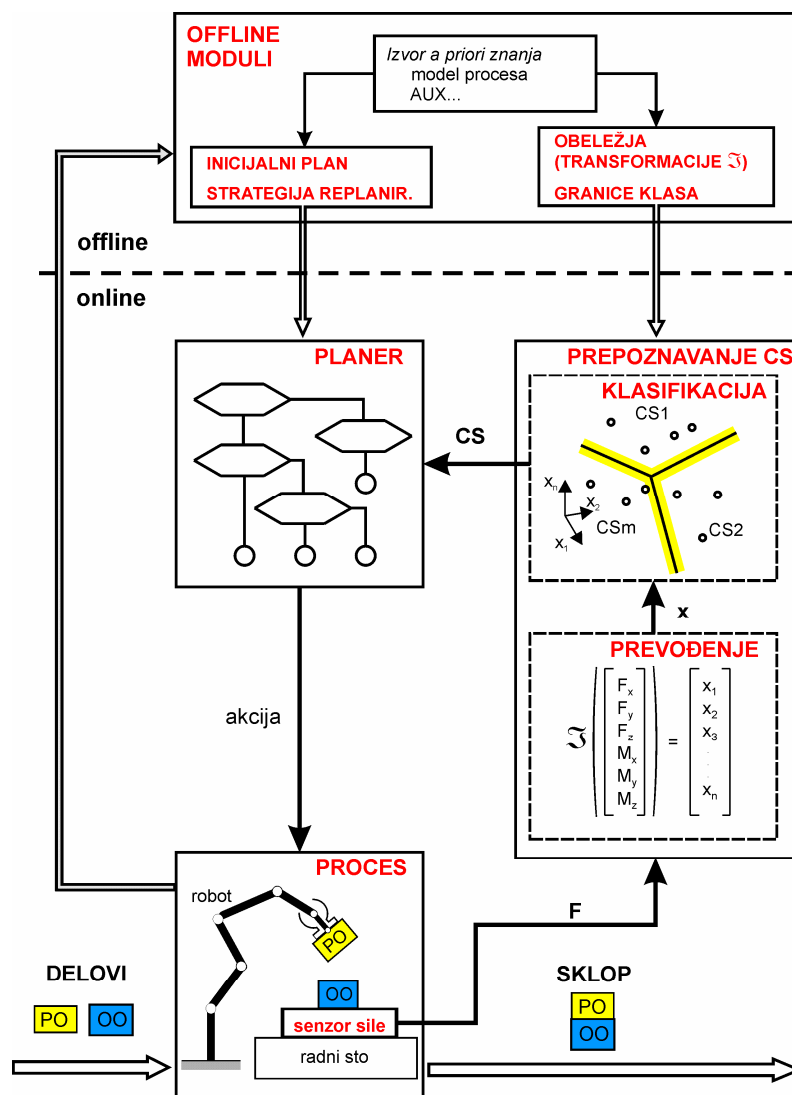 OFFLINE
MODULI
Izvor a priori znanja
model procesa
AUX...
INICIJALNI PLAN
STRATEGIJA REPLANIR.
OBELEŽJA
(TRANSFORMACIJE ℑ)
GRANICE KLASA
offline
online
PLANER
PREPOZNAVANJE CS
KLASIFIKACIJA
CS1
CS
xn
x2
x1
CSm
CS2
x
PREVOĐENJE
ℑ
Fx
Fy
Fz
Mx
My
Mz
=
x1
x2
x3
.
.
xn
akcija
PROCES
robot
PO
F
DELOVI
SKLOP
PO
OO
OO
PO
OO
senzor sile
radni sto